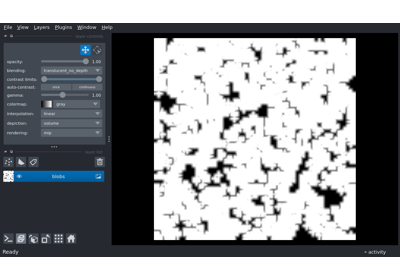 File View Layers Plugins Window Help
opacity: 1.00
blending: translucent_no_depth
contrast limits:
auto-contrast: once continuous
gamma: 1.00
colormap: gray
interpolation: linear
depiction: volume
rendering: mip
blobs
Ready
activity